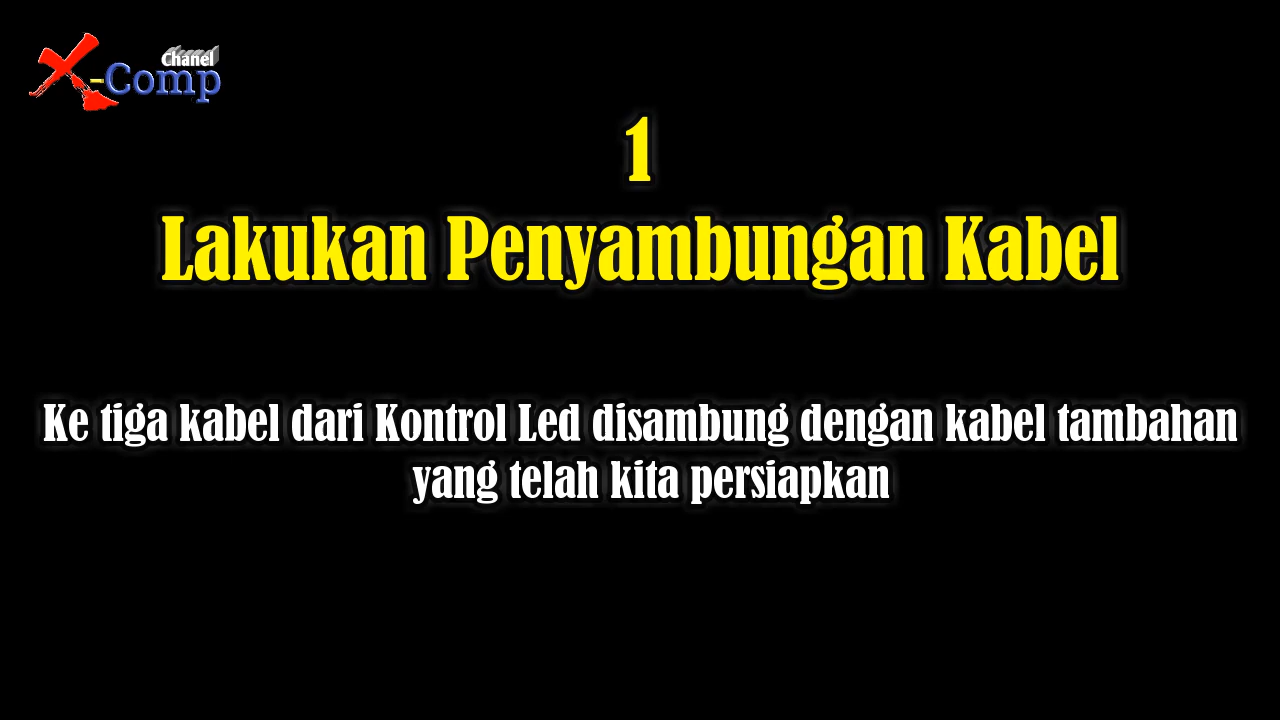 Chanel
X-Comp
1
Lakukan Penyambungan Kabel
Ke tiga kabel dari Kontrol Led disambung dengan kabel tambahan
yang telah kita persiapkan